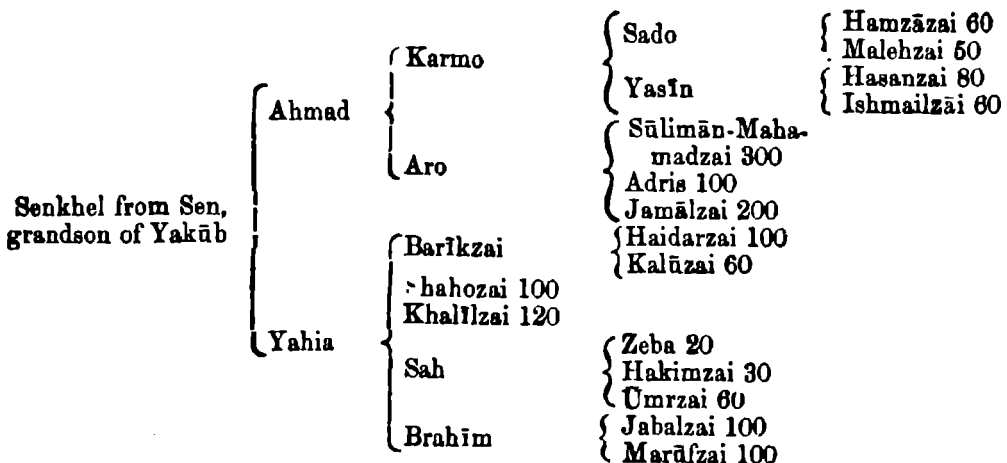 Hamzāzai 60
Sado
Malehzai 50
Karmo
Hasanzai 80
Yasīn
Ishmailzāi 60
Ahmad
Sūlimān-Maha-
madzai 300
Aro
Adris 100
Jamālzai 200
Senkhel from Sen,
grandson of Yakūb
Barīkzai
Haidarzai 100
Kalūzai 60
hahozai 100
Khalīlzai 120
Yahia
Zeba 20
Sah
Hakimzai 30
Umrzai 60
Jabalzai 100
Brahīm
Marūfzai 100